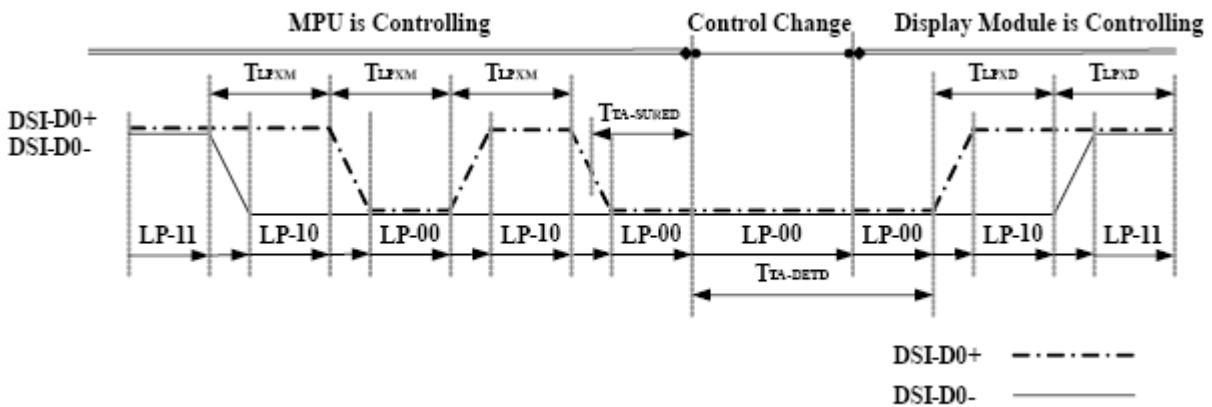 MPU is Controlling Control Change Display Module is Controlling
TLPXM TLPXM TLPXM TLPXD TLPXD
TTA-SURED
DSI-D0+
DSI-D0-
LP-11 LP-10 LP-00 LP-10 LP-00 LP-00 LP-00 LP-10 LP-11
TTA-DETD
DSI-D0+
DSI-D0-